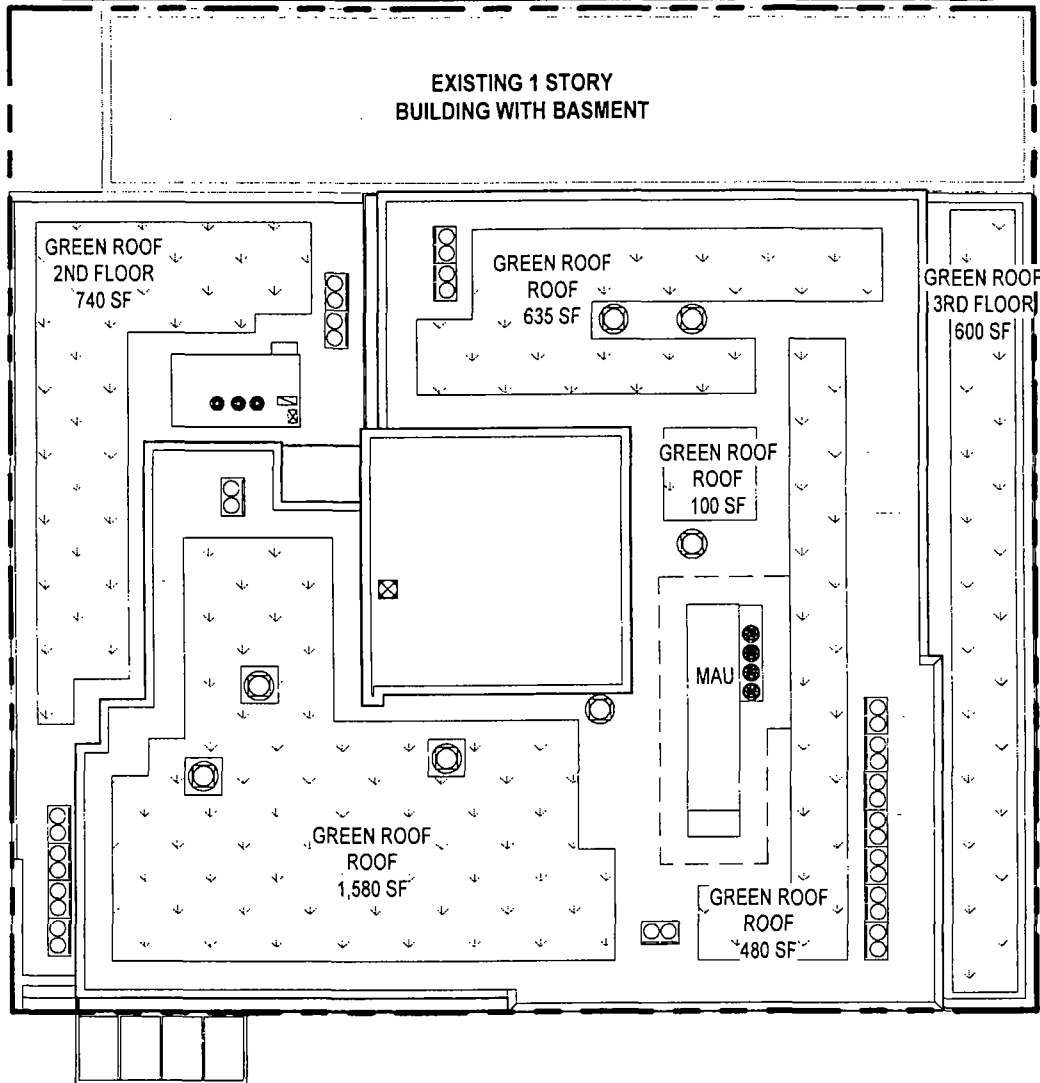 EXISTING 1 STORY
BUILDING WITH BASMENT
GREEN ROOF
2ND FLOOR
740 SF
GREEN ROOF
ROOF
635 SF
GREEN ROOF
3RD FLOOR
600 SF
GREEN ROOF
ROOF
100 SF
MAU
GREEN ROOF
ROOF
1,580 SF
GREEN ROOF
ROOF
480 SF